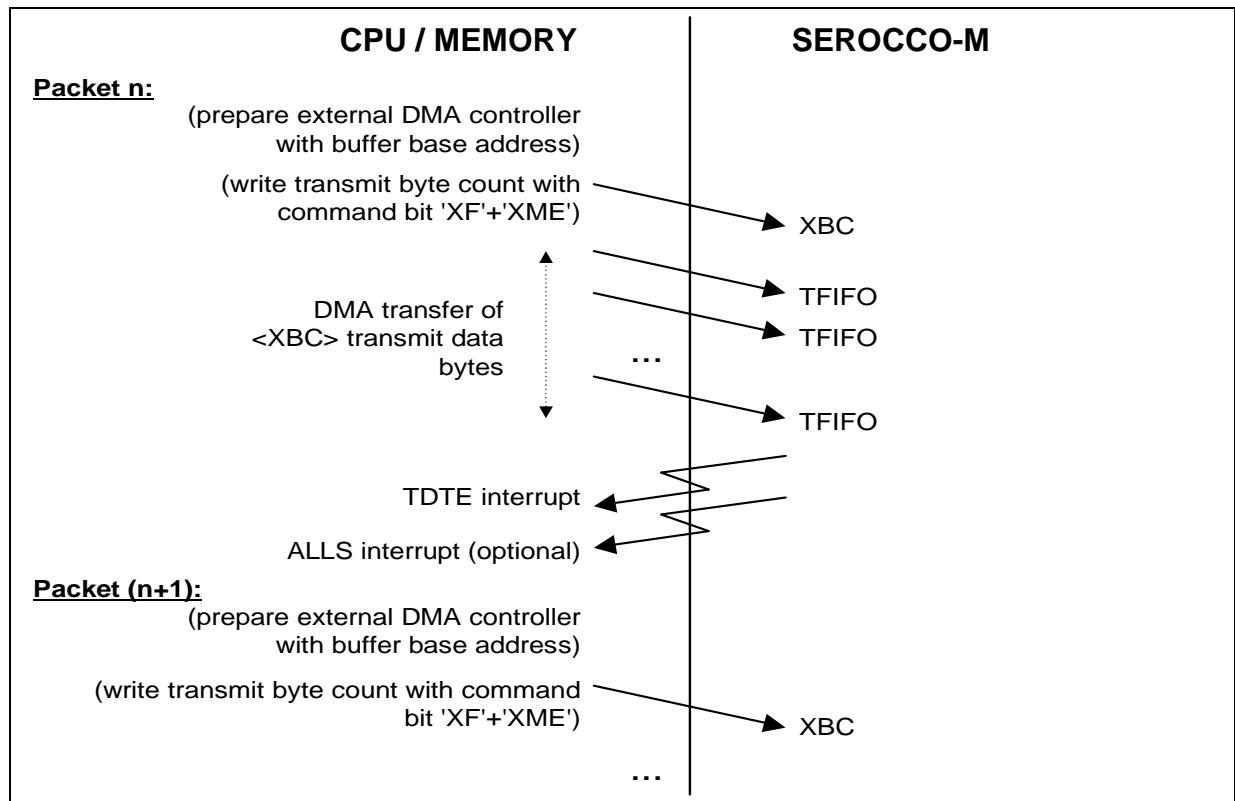 CPU / MEMORY
SEROCCO-M
Packet n:
(prepare external DMA controller
with buffer base address)
(write transmit byte count with
command bit 'XF'+'XME')
XBC
TFIFO
DMA transfer of
<XBC> transmit data
bytes
TFIFO
...
TFIFO
TDTE interrupt
ALLS interrupt (optional)
Packet (n+1):
(prepare external DMA controller
with buffer base address)
(write transmit byte count with command
bit 'XF'+'XME')
XBC
...